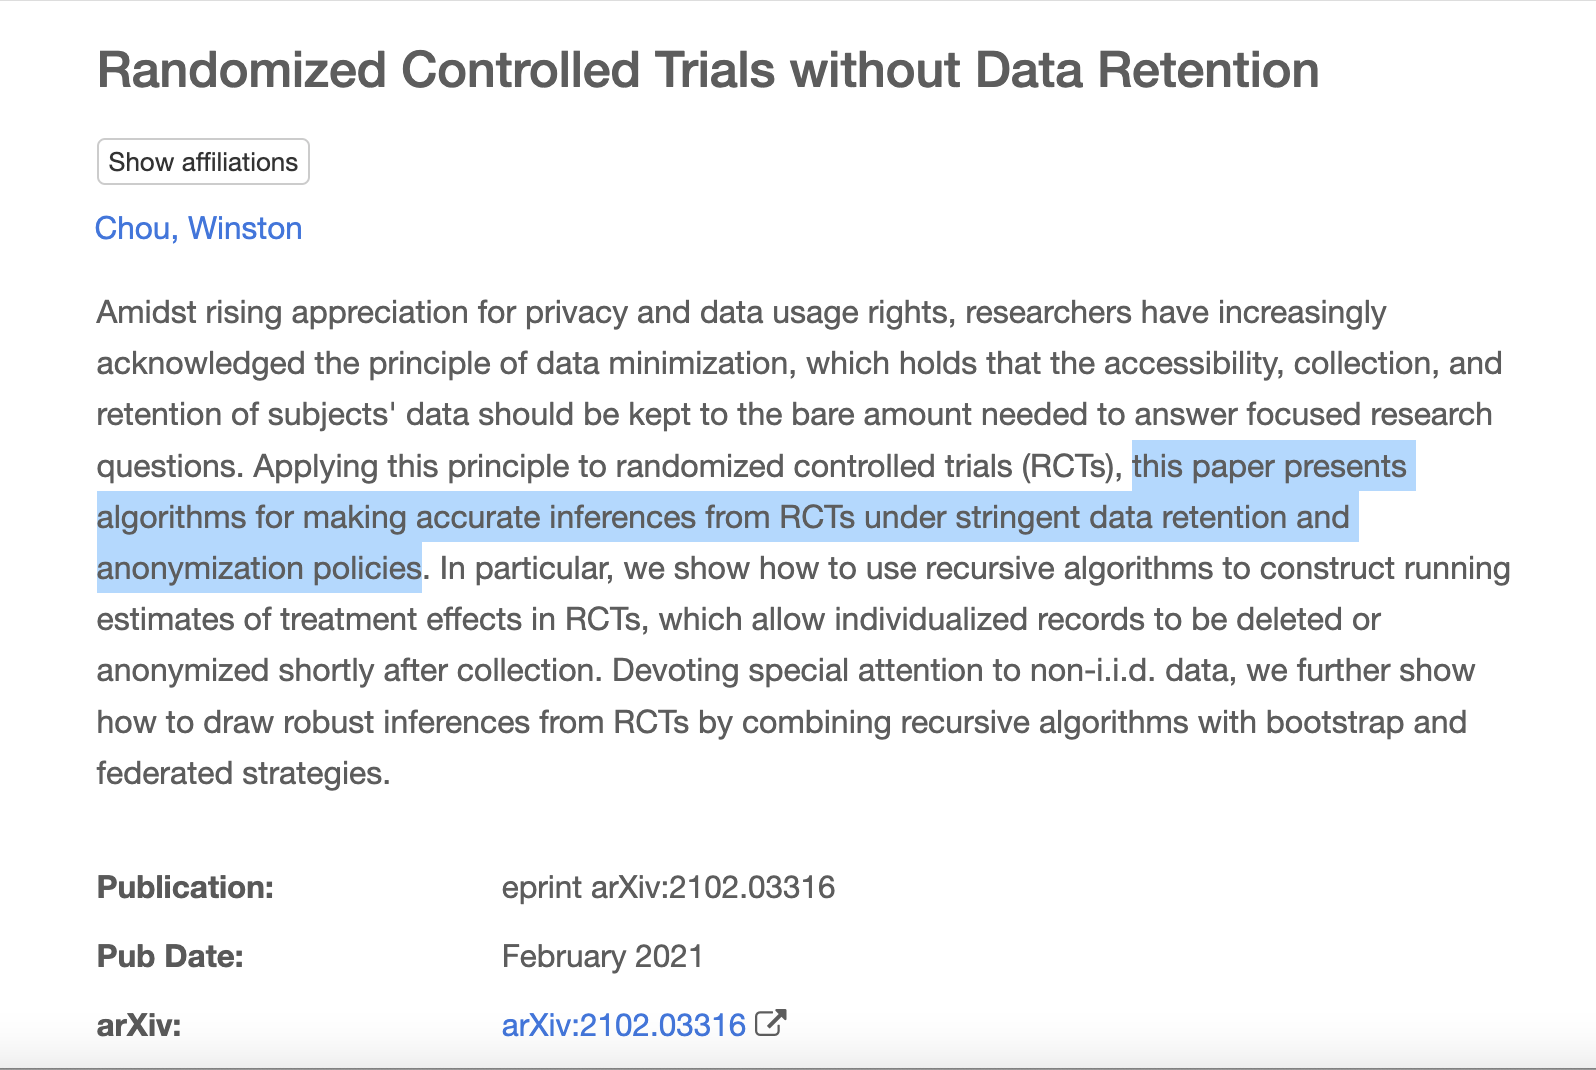 Randomized Controlled Trials without Data Retention
Show affiliations
Chou, Winston
Amidst rising appreciation for privacy and data usage rights, researchers have increasingly
acknowledged the principle of data minimization, which holds that the accessibility, collection, and
retention of subjects' data should be kept to the bare amount needed to answer focused research
questions. Applying this principle to randomized controlled trials (RCTs), this paper presents
algorithms for making accurate inferences from RCTs under stringent data retention and
anonymization policies. In particular, we show how to use recursive algorithms to construct running
estimates of treatment effects in RCTs, which allow individualized records to be deleted or
anonymized shortly after collection. Devoting special attention to non-i.i.d. data, we further show
how to draw robust inferences from RCTs by combining recursive algorithms with bootstrap and
federated strategies.
Publication: eprint arXiv:2102.03316
Pub Date: February 2021
arXiv: arXiv:2102.03316